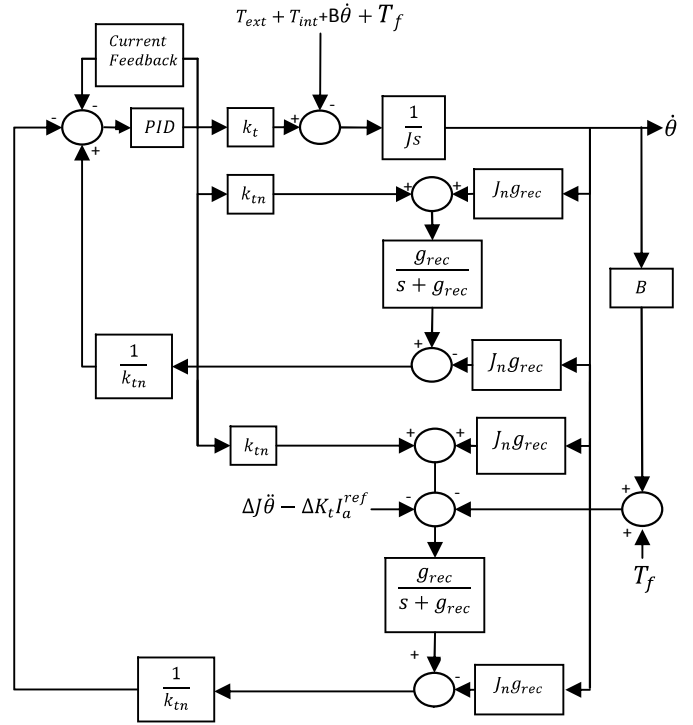 T_ext + T_int+Bθ̇ + T_f
Current
Feedback
- - +
PID
k_t
+ -
1
Js
θ̇
k_tn
+ +
J_n g_rec
g_rec
s + g_rec
B
+ -
1
k_tn
J_n g_rec
k_tn
+ +
J_n g_rec
ΔJθ̈ − ΔK_t I_a^ref
- -
+
+
T_f
g_rec
s + g_rec
+ -
1
k_tn
J_n g_rec